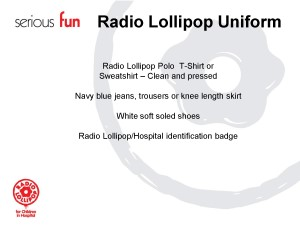 serious fun Radio Lollipop Uniform
Radio Lollipop Polo T-Shirt or
Sweatshirt – Clean and pressed
Navy blue jeans, trousers or knee length skirt
White soft soled shoes
Radio Lollipop/Hospital identification badge
RADIO
LOLLIPOP
for Children
in Hospital